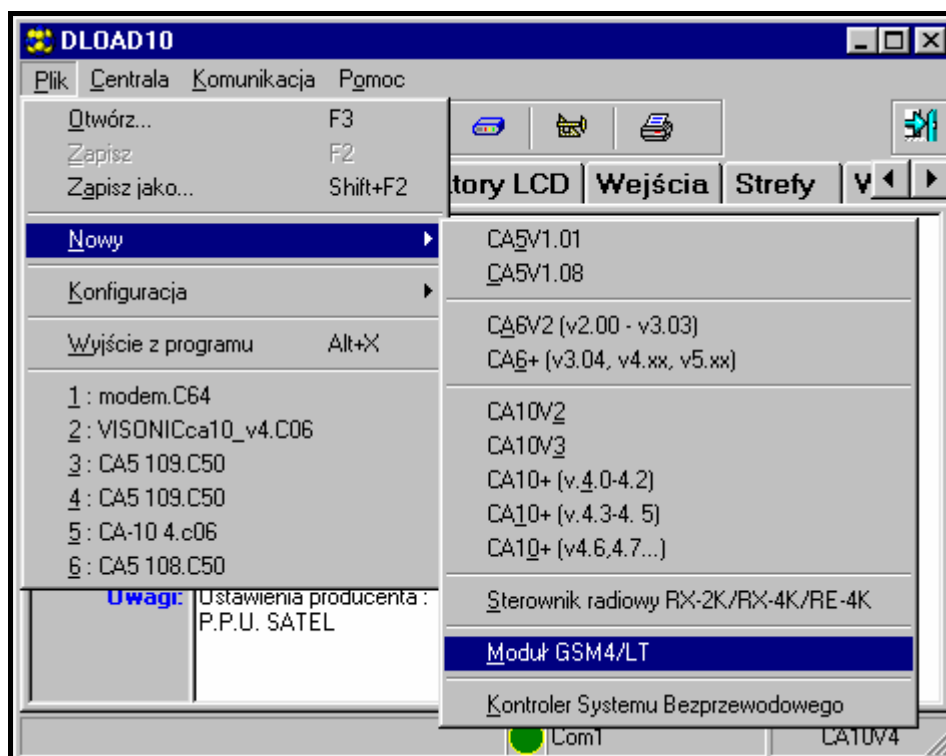 DLOAD10
Plik Centrala Komunikacja Pomoc
Otwórz... F3
Zapisz F2
Zapisz jako... Shift+F2
tory LCD Wejścia Strefy
Nowy
Konfiguracja
Wyjście z programu Alt+X
1 : modem.C64
2 : VISONICca10_v4.C06
3 : CA5 109.C50
4 : CA5 109.C50
5 : CA-10 4.c06
6 : CA5 108.C50
CA5V1.01
CA5V1.08
CA6V2 (v2.00 - v3.03)
CA6+ (v3.04, v4.xx, v5.xx)
CA10V2
CA10V3
CA10+ (v.4.0-4.2)
CA10+ (v.4.3-4. 5)
CA10+ (v4.6,4.7...)
Sterownik radiowy RX-2K/RX-4K/RE-4K
Moduł GSM4/LT
Kontroler Systemu Bezprzewodowego
Uwagi: Ustawienia producenta :
P.P.U. SATEL
Com1 CA10V4